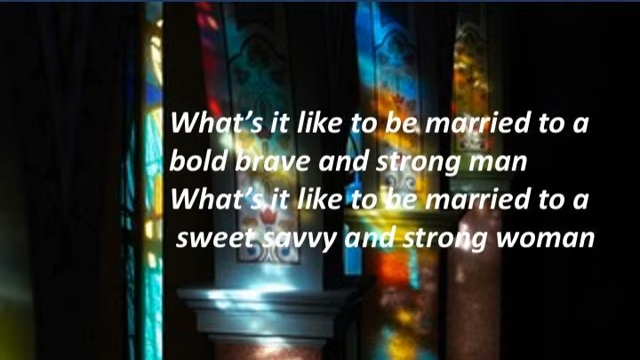 What's it like to be married to a
bold brave and strong man
What's it like to be married to a
sweet savvy and strong woman